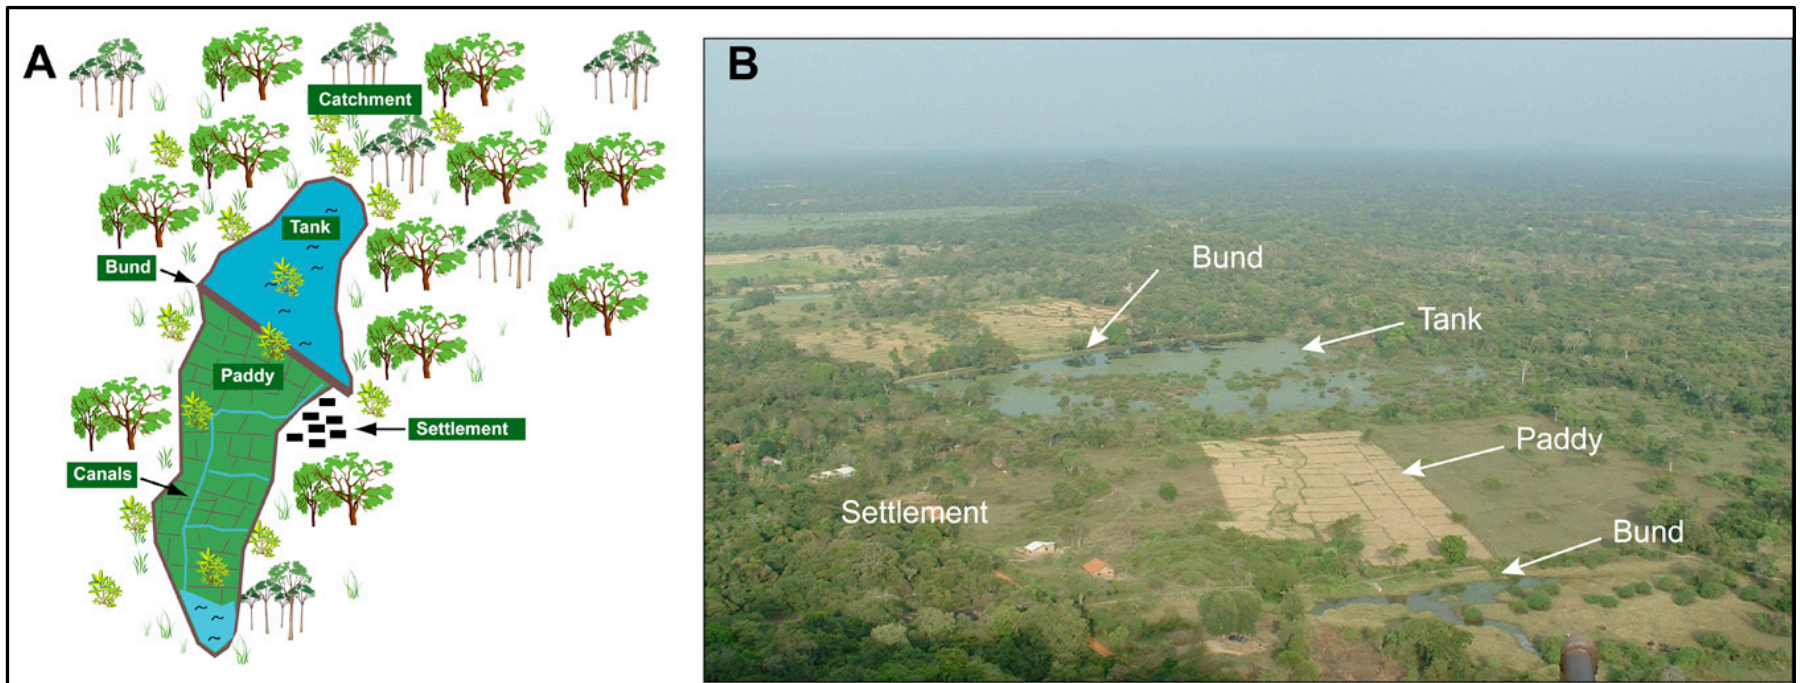 A
Catchment
Tank
Bund
Paddy
Settlement
Canals
B
Bund
Tank
Paddy
Settlement
Bund